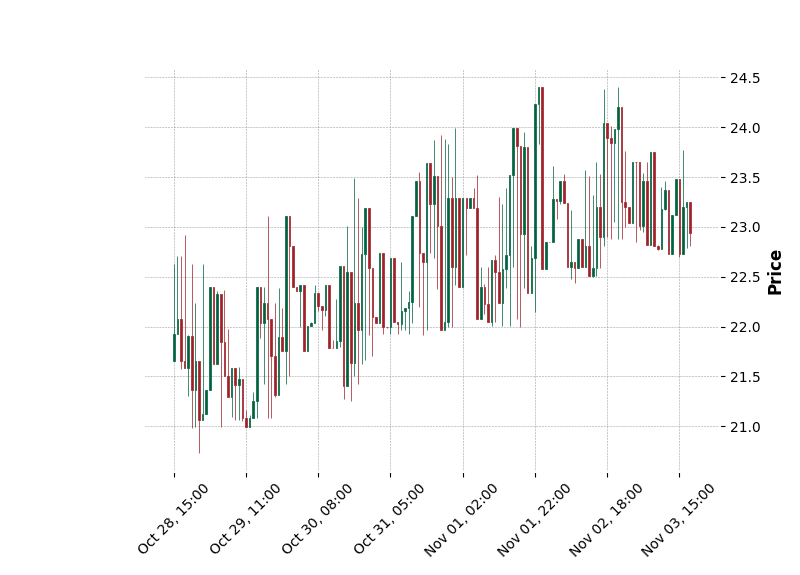 24.5
24.0
23.5
23.0
22.5
22.0
21.5
21.0
Price
Oct 28, 15:00
Oct 29, 11:00
Oct 30, 08:00
Oct 31, 05:00
Nov 01, 02:00
Nov 01, 22:00
Nov 02, 18:00
Nov 03, 15:00